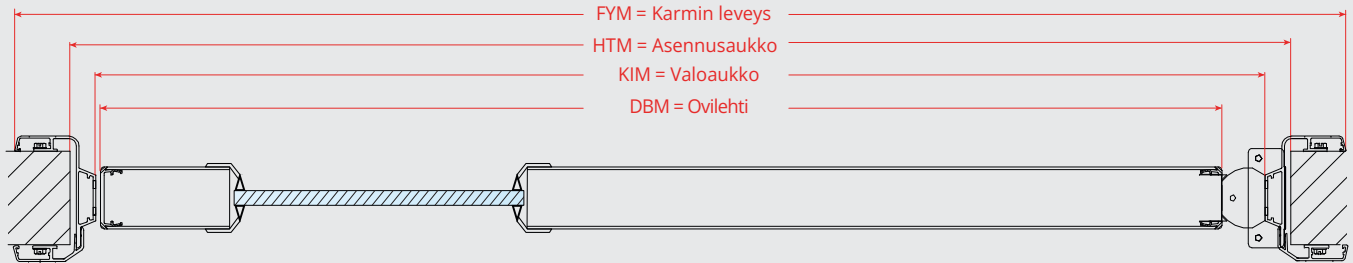 FYM = Karmin leveys
HTM = Asennusaukko
KIM = Valoaukko
DBM = Ovilehti